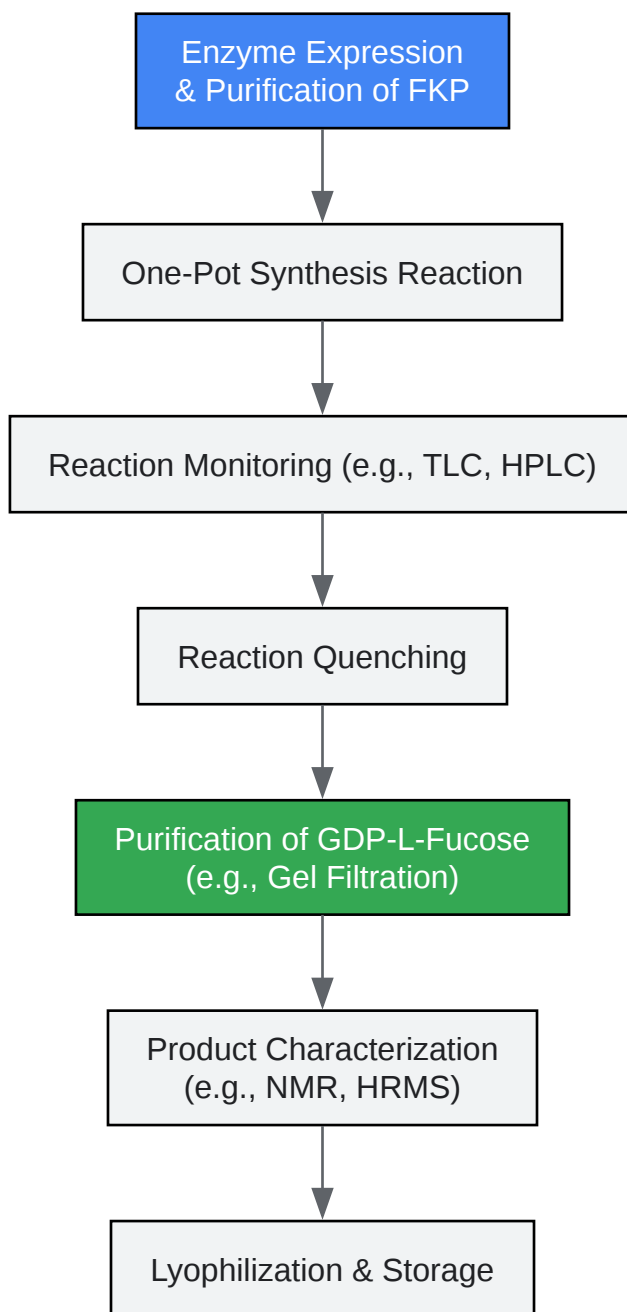 Enzyme Expression
& Purification of FKP
One-Pot Synthesis Reaction
Reaction Monitoring (e.g., TLC, HPLC)
Reaction Quenching
Purification of GDP-L-Fucose
(e.g., Gel Filtration)
Product Characterization
(e.g., NMR, HRMS)
Lyophilization & Storage